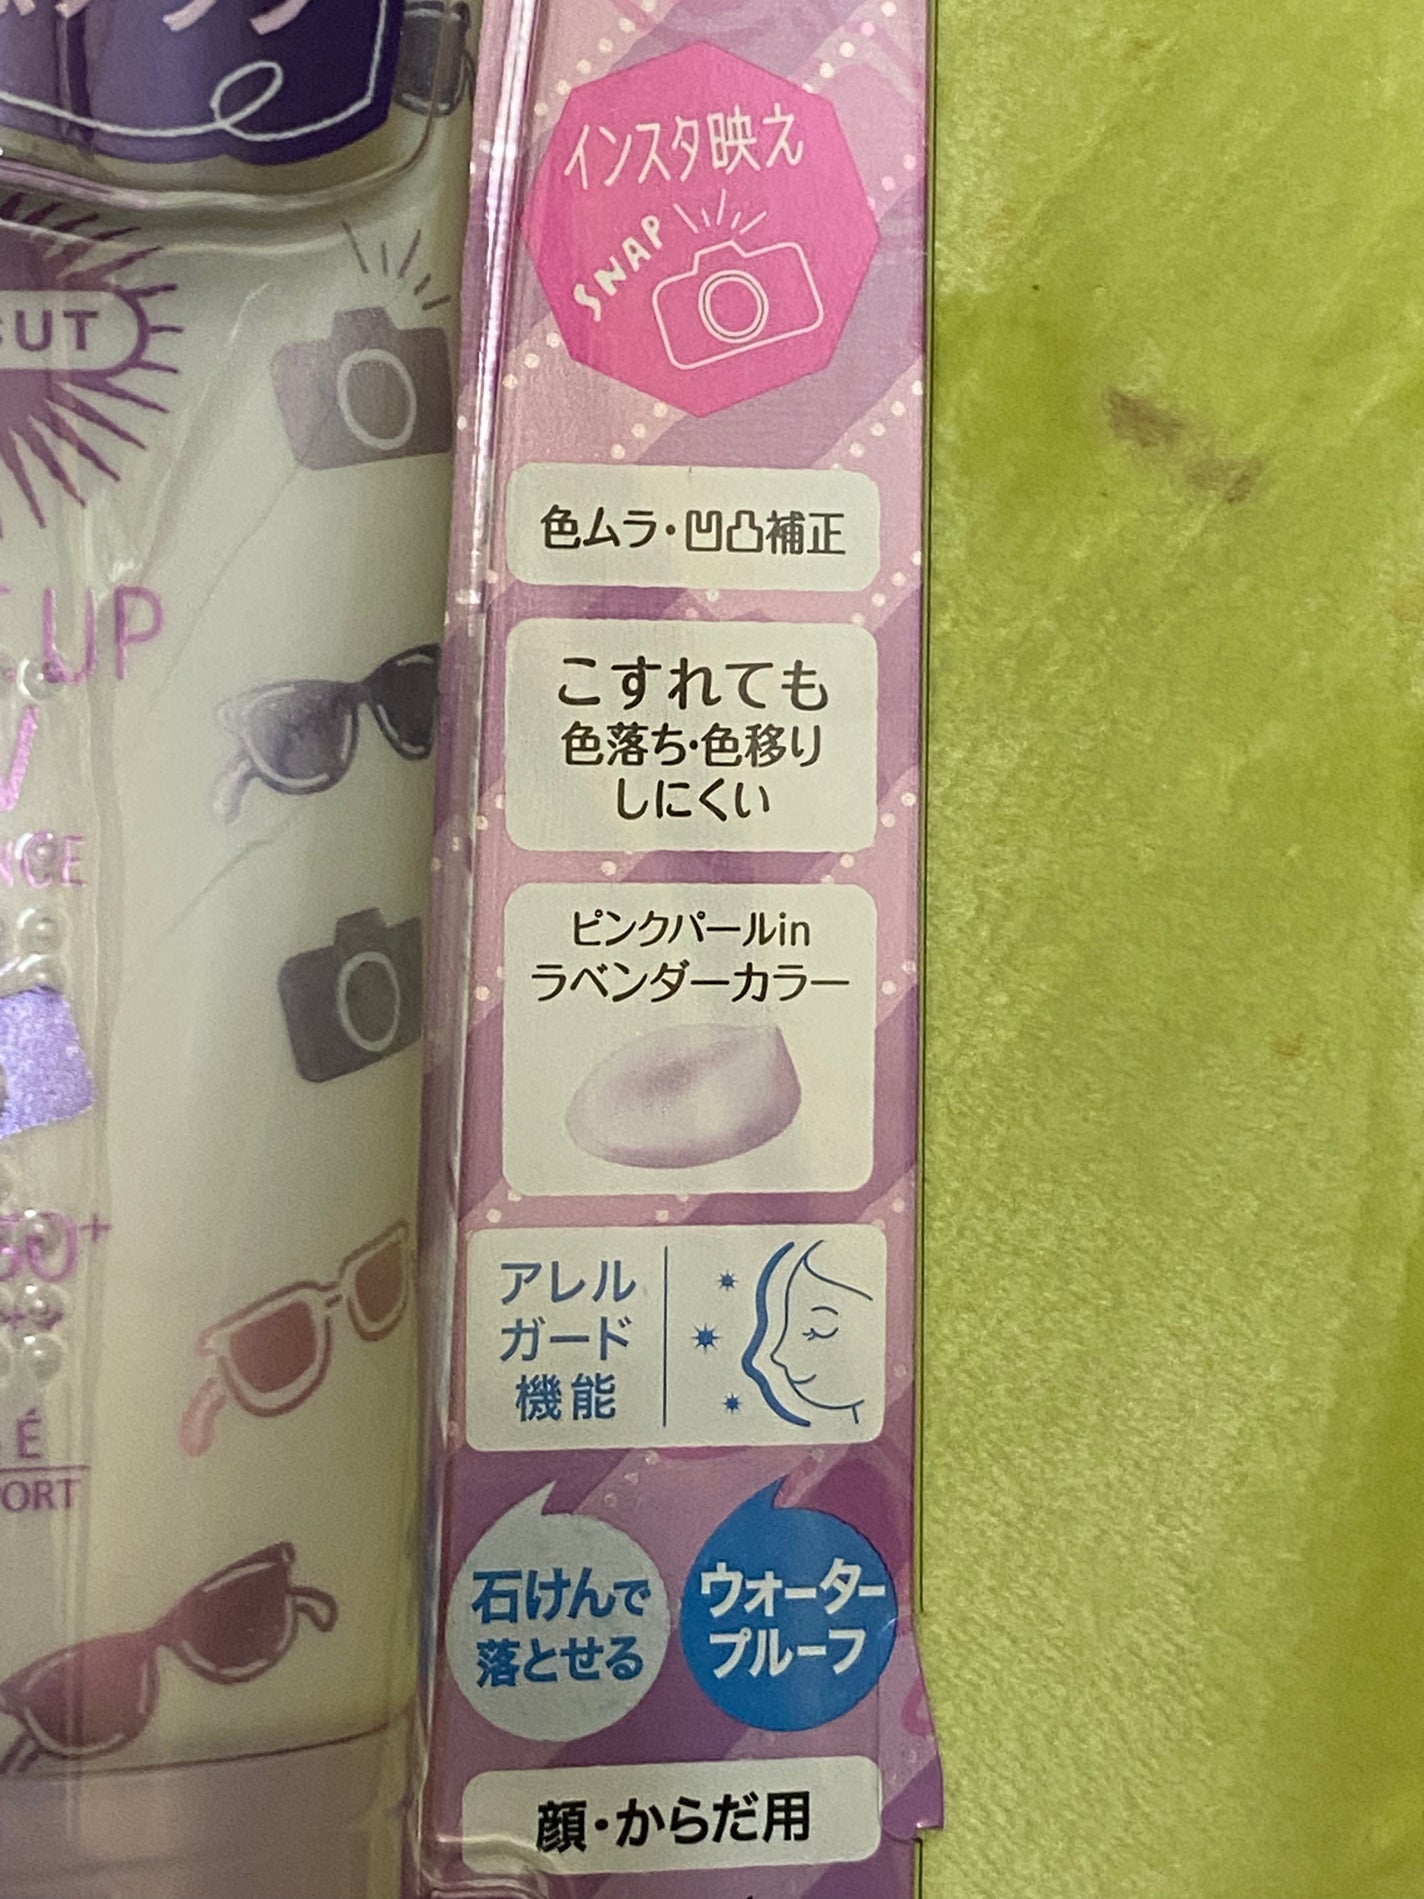 CUT
UP
NCE
50+
++
É
ORT
インスタ映え
SNAP
色ムラ・凹凸補正
こすれても
色落ち・色移り
しにくい
ピンクパールin
ラベンダーカラー
アレル
ガード
機能
石けんで
落とせる
ウォーター
プルーフ
顔・からだ用